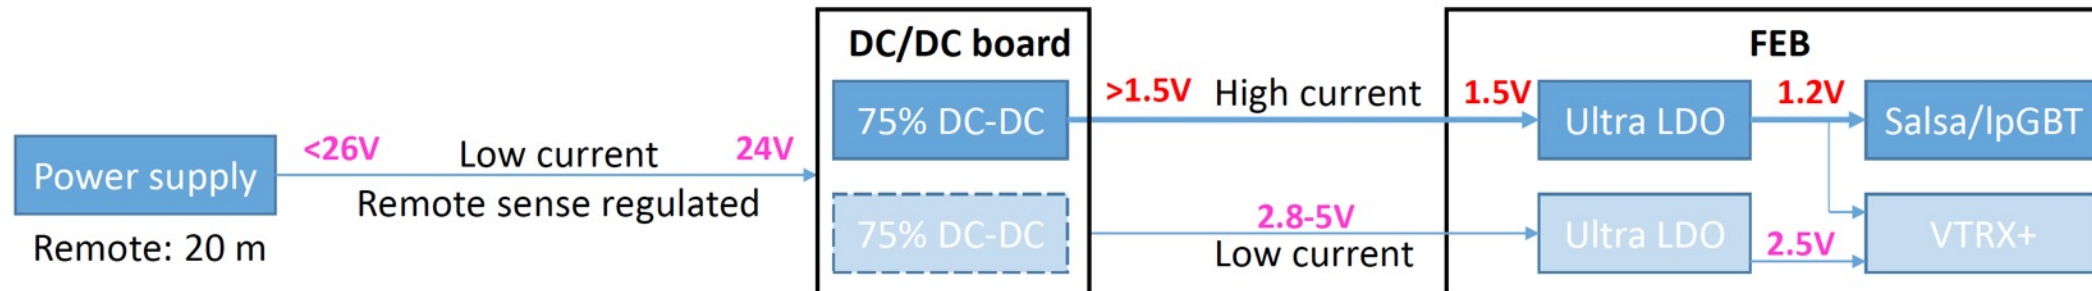 DC/DC board
FEB
>1.5V High current
1.5V
1.2V
75% DC-DC
Ultra LDO
Salsa/lpGBT
<26V Low current 24V
Power supply
Remote sense regulated
Remote: 20 m
75% DC-DC
2.8-5V
Low current
Ultra LDO
2.5V
VTRX+